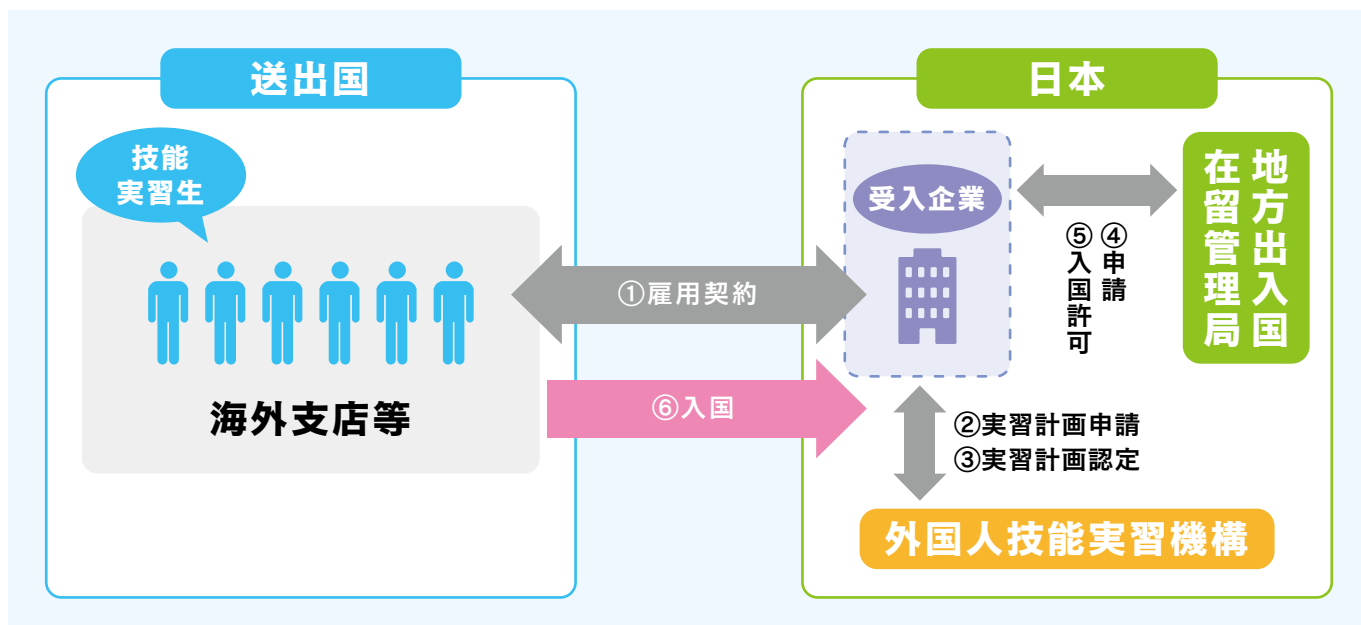 送出国
技能
実習生
海外支店等
①雇用契約
⑥入国
日本
受入企業
④申請
⑤入国許可
地方出入国
在留管理局
②実習計画申請
③実習計画認定
外国人技能実習機構